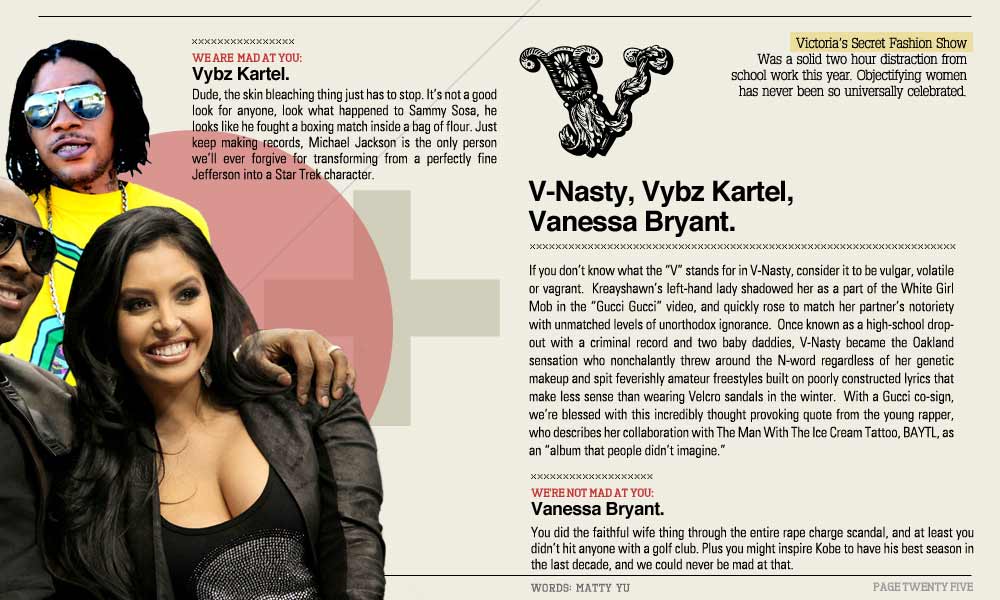 WE ARE MAD AT YOU:
Vybz Kartel.
Dude, the skin bleaching thing just has to stop. It's not a good
look for anyone, look what happened to Sammy Sosa, he
looks like he fought a boxing match inside a bag of flour. Just
keep making records, Michael Jackson is the only person
we'll ever forgive for transforming from a perfectly fine
Jefferson into a Star Trek character.
V
Victoria's Secret Fashion Show
Was a solid two hour distraction from
school work this year. Objectifying women
has never been so universally celebrated.
V-Nasty, Vybz Kartel,
Vanessa Bryant.
If you don't know what the "V" stands for in V-Nasty, consider it to be vulgar, volatile
or vagrant. Kreayshawn's left-hand lady shadowed her as a part of the White Girl
Mob in the "Gucci Gucci" video, and quickly rose to match her partner's notoriety
with unmatched levels of unorthodox ignorance. Once known as a high-school drop-
out with a criminal record and two baby daddies, V-Nasty became the Oakland
sensation who nonchalantly threw around the N-word regardless of her genetic
makeup and spit feverishly amateur freestyles built on poorly constructed lyrics that
make less sense than wearing Velcro sandals in the winter. With a Gucci co-sign,
we're blessed with this incredibly thought provoking quote from the young rapper,
who describes her collaboration with The Man With The Ice Cream Tattoo, BAYTL, as
an "album that people didn't imagine."
WE'RE NOT MAD AT YOU:
Vanessa Bryant.
You did the faithful wife thing through the entire rape charge scandal, and at least you
didn't hit anyone with a golf club. Plus you might inspire Kobe to have his best season in
the last decade, and we could never be mad at that.
WORDS: MATTY YU
PAGE TWENTY FIVE